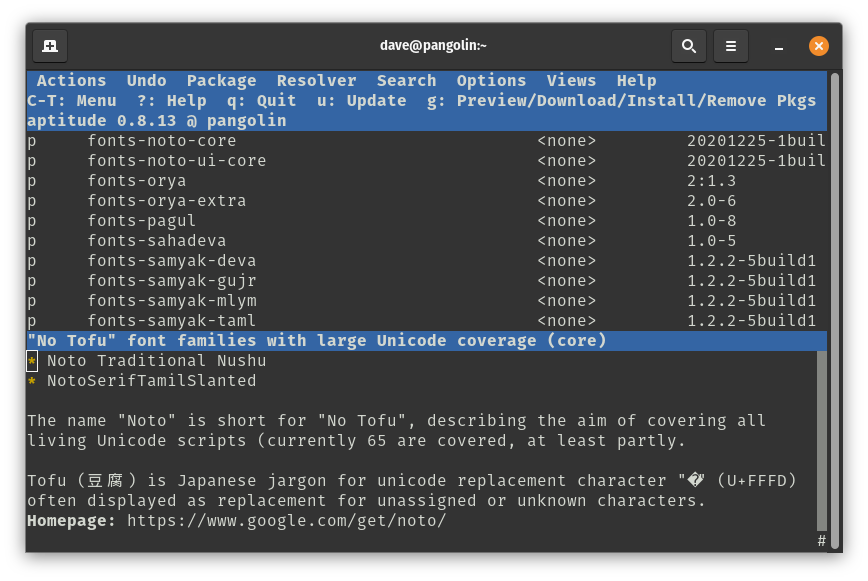 dave@pangolin:~
Actions Undo Package Resolver Search Options Views Help
C-T: Menu ?: Help q: Quit u: Update g: Preview/Download/Install/Remove Pkgs
aptitude 0.8.13 @ pangolin
p fonts-noto-core <none> 20201225-1buil
p fonts-noto-ui-core <none> 20201225-1buil
p fonts-orya <none> 2:1.3
p fonts-orya-extra <none> 2.0-6
p fonts-pagul <none> 1.0-8
p fonts-sahadeva <none> 1.0-5
p fonts-samyak-deva <none> 1.2.2-5build1
p fonts-samyak-gujr <none> 1.2.2-5build1
p fonts-samyak-mlym <none> 1.2.2-5build1
p fonts-samyak-taml <none> 1.2.2-5build1
"No Tofu" font families with large Unicode coverage (core)
* Noto Traditional Nushu
* NotoSerifTamilSlanted
The name "Noto" is short for "No Tofu", describing the aim of covering all
living Unicode scripts (currently 65 are covered, at least partly.
Tofu (豆腐) is Japanese jargon for unicode replacement character "�" (U+FFFD)
often displayed as replacement for unassigned or unknown characters.
Homepage: https://www.google.com/get/noto/
#